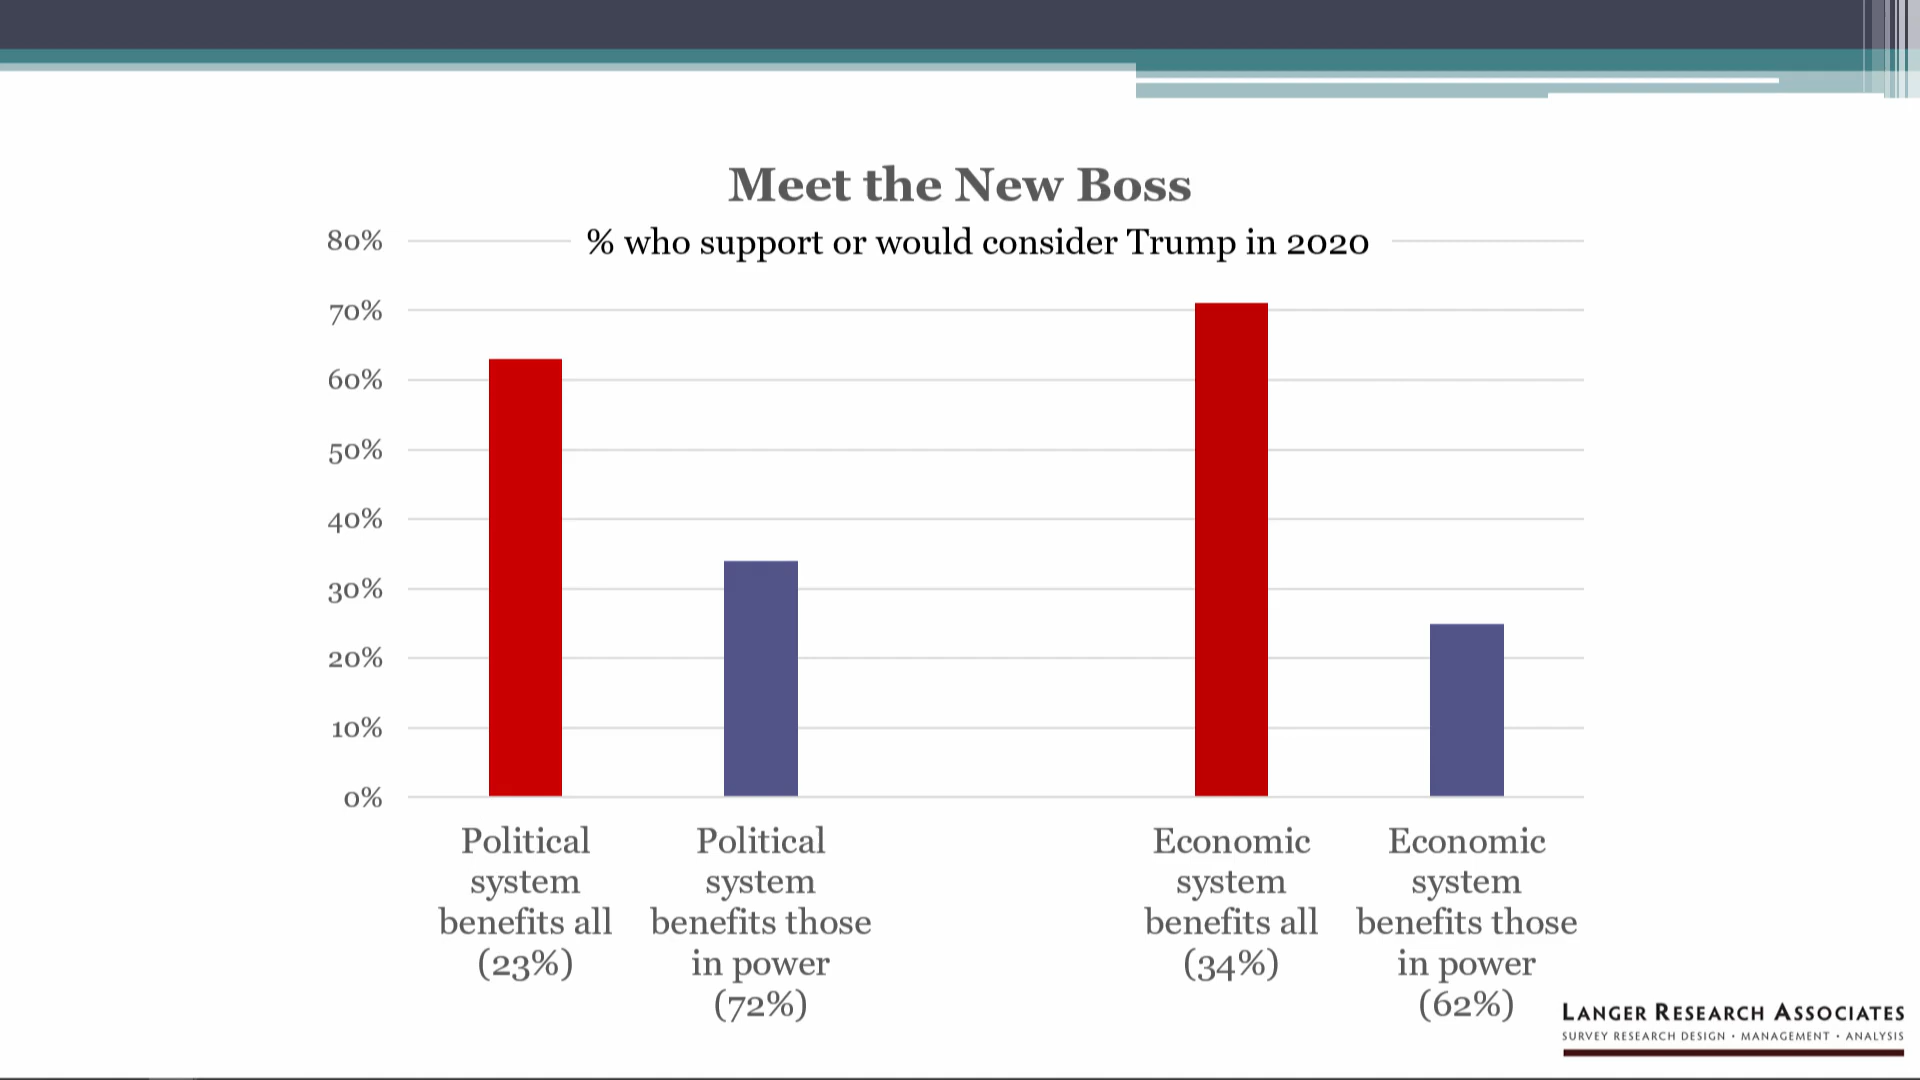 Meet the New Boss
% who support or would consider Trump in 2020
80%
70%
60%
50%
40%
30%
20%
10%
0%
Political
system
benefits all
(23%)
Political
system
benefits those
in power
(72%)
Economic
system
benefits all
(34%)
Economic
system
benefits those
in power
(62%)
LANGER RESEARCH ASSOCIATES
SURVEY RESEARCH DESIGN · MANAGEMENT · ANALYSIS